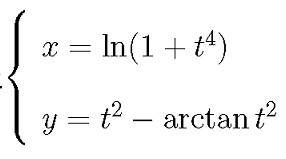 x = ln(1 + t⁴)
y = t² − arctan t²